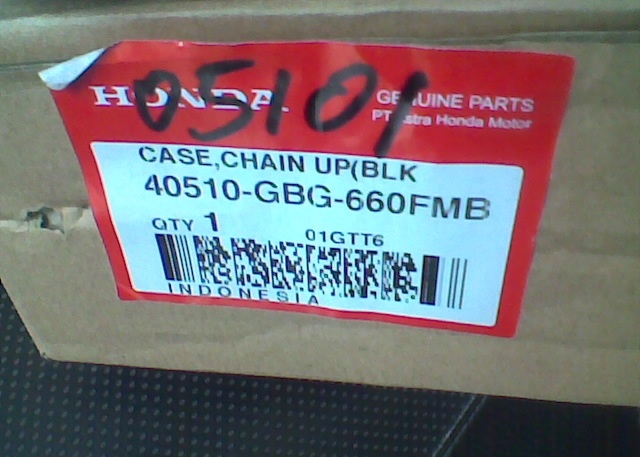 05101
HONDA
GENUINE PARTS
PT Astra Honda Motor
CASE,CHAIN UP(BLK
40510-GBG-660FMB
QTY 1
01GTT6
INDONESIA